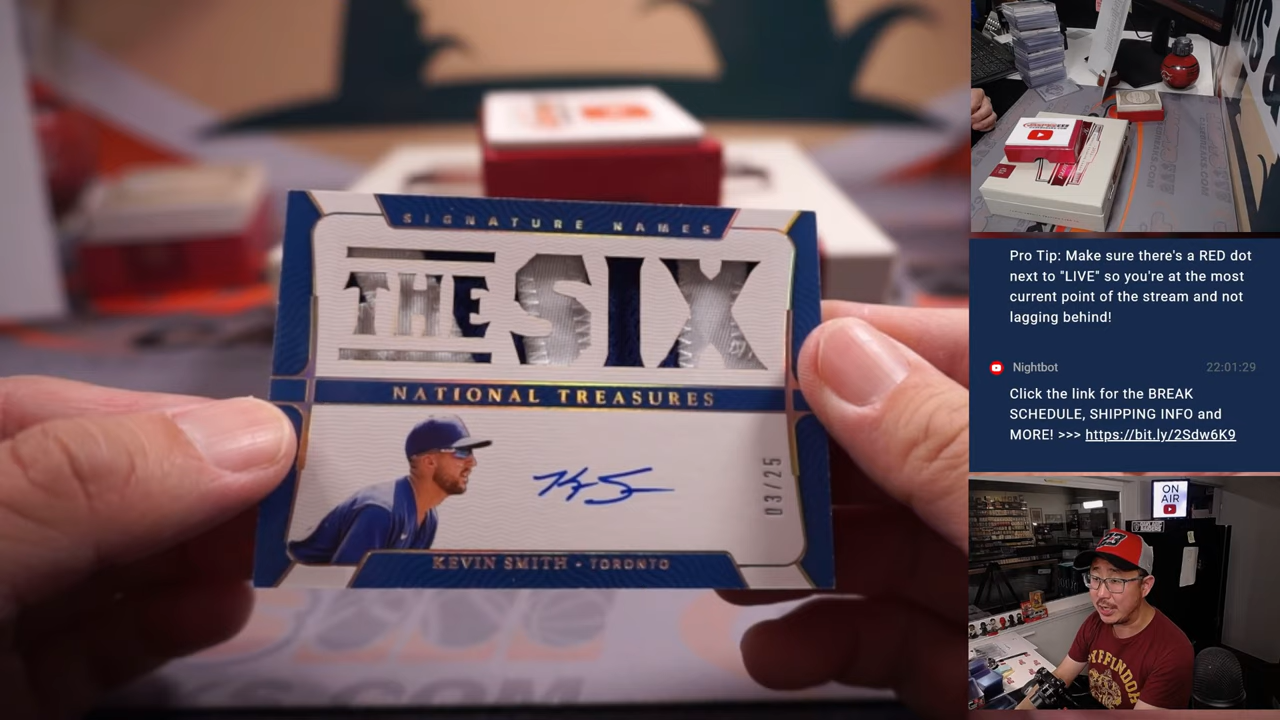 SIGNATURE NAMES
THE SIX
NATIONAL TREASURES
03/25
KEVIN SMITH • TORONTO
Pro Tip: Make sure there's a RED dot
next to "LIVE" so you're at the most
current point of the stream and not
lagging behind!
Nightbot 22:01:29
Click the link for the BREAK
SCHEDULE, SHIPPING INFO and
MORE! >>> https://bit.ly/2Sdw6K9
ON
AIR